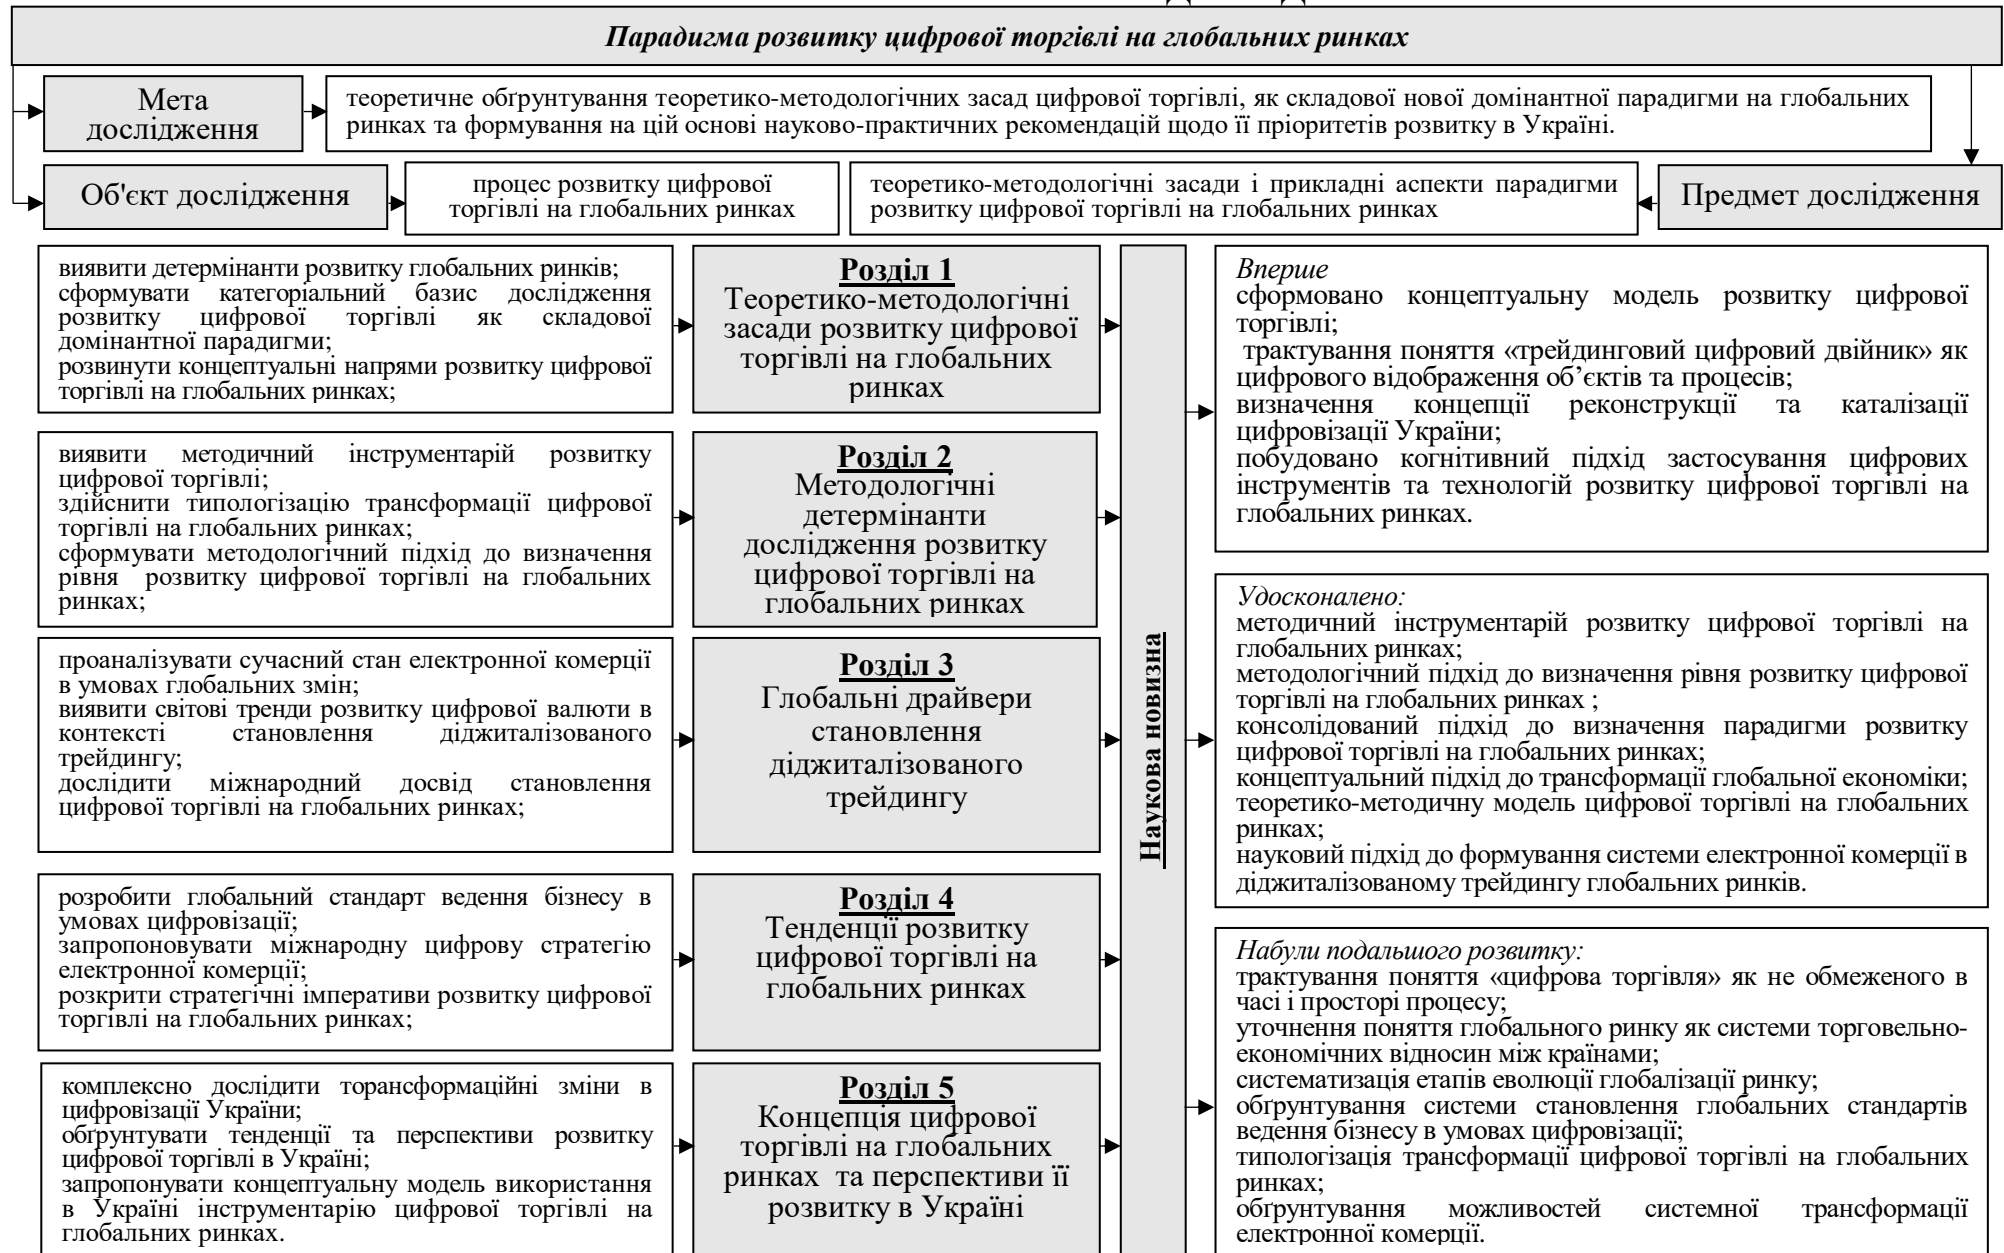 Парадигма розвитку цифрової торгівлі на глобальних ринках
Мета
дослідження
теоретичне обґрунтування теоретико-методологічних засад цифрової торгівлі, як складової нової домінантної парадигми на глобальних
ринках та формування на цій основі науково-практичних рекомендацій щодо її пріоритетів розвитку в Україні.
Об'єкт дослідження
процес розвитку цифрової
торгівлі на глобальних ринках
теоретико-методологічні засади і прикладні аспекти парадигми
розвитку цифрової торгівлі на глобальних ринках
Предмет дослідження
виявити детермінанти розвитку глобальних ринків;
сформувати категоріальний базис дослідження
розвитку цифрової торгівлі як складової
домінантної парадигми;
розвинути концептуальні напрями розвитку цифрової
торгівлі на глобальних ринках;
Розділ 1
Теоретико-методологічні
засади розвитку цифрової
торгівлі на глобальних
ринках
виявити методичний інструментарій розвитку
цифрової торгівлі;
здійснити типологізацію трансформації цифрової
торгівлі на глобальних ринках;
сформувати методологічний підхід до визначення
рівня розвитку цифрової торгівлі на глобальних
ринках;
Розділ 2
Методологічні
детермінанти
дослідження розвитку
цифрової торгівлі на
глобальних ринках
проаналізувати сучасний стан електронної комерції
в умовах глобальних змін;
виявити світові тренди розвитку цифрової валюти в
контексті становлення діджиталізованого
трейдингу;
дослідити міжнародний досвід становлення
цифрової торгівлі на глобальних ринках;
Розділ 3
Глобальні драйвери
становлення
діджиталізованого
трейдингу
розробити глобальний стандарт ведення бізнесу в
умовах цифровізації;
запропоновувати міжнародну цифрову стратегію
електронної комерції;
розкрити стратегічні імперативи розвитку цифрової
торгівлі на глобальних ринках;
Розділ 4
Тенденції розвитку
цифрової торгівлі на
глобальних ринках
комплексно дослідити торансформаційні зміни в
цифровізації України;
обґрунтувати тенденції та перспективи розвитку
цифрової торгівлі в Україні;
запропонувати концептуальну модель використання
в Україні інструментарію цифрової торгівлі на
глобальних ринках.
Розділ 5
Концепція цифрової
торгівлі на глобальних
ринках та перспективи її
розвитку в Україні
Наукова новизна
Вперше
сформовано концептуальну модель розвитку цифрової
торгівлі;
трактування поняття «трейдинговий цифровий двійник» як
цифрового відображення об’єктів та процесів;
визначення концепції реконструкції та каталізації
цифровізації України;
побудовано когнітивний підхід застосування цифрових
інструментів та технологій розвитку цифрової торгівлі на
глобальних ринках.
Удосконалено:
методичний інструментарій розвитку цифрової торгівлі на
глобальних ринках;
методологічний підхід до визначення рівня розвитку цифрової
торгівлі на глобальних ринках ;
консолідований підхід до визначення парадигми розвитку
цифрової торгівлі на глобальних ринках;
концептуальний підхід до трансформації глобальної економіки;
теоретико-методичну модель цифрової торгівлі на глобальних
ринках;
науковий підхід до формування системи електронної комерції в
діджиталізованому трейдингу глобальних ринків.
Набули подальшого розвитку:
трактування поняття «цифрова торгівля» як не обмеженого в
часі і просторі процесу;
уточнення поняття глобального ринку як системи торговельно-
економічних відносин між країнами;
систематизація етапів еволюції глобалізації ринку;
обґрунтування системи становлення глобальних стандартів
ведення бізнесу в умовах цифровізації;
типологізація трансформації цифрової торгівлі на глобальних
ринках;
обґрунтування можливостей системної трансформації
електронної комерції.